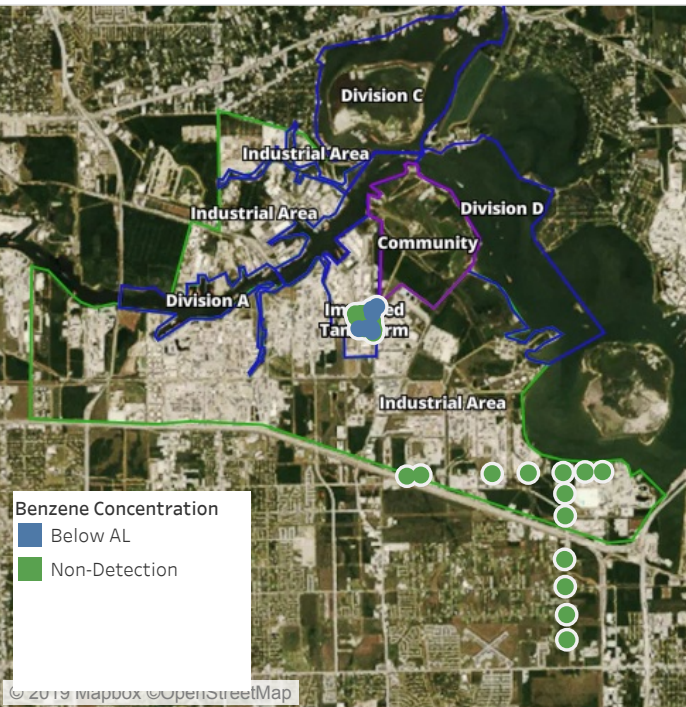 Division C
Industrial Area
Division D
Industrial Area
Community
Division A
Industrial Area
Benzene Concentration
Below AL
Non-Detection
© 2019 Mapbox ©OpenStreetMap